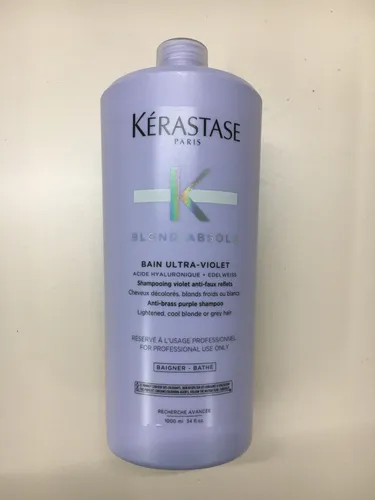 KÉRASTASE
PARIS
K
BLOND ABSOLU
BAIN ULTRA-VIOLET
ACIDE HYALURONIQUE + EDELWEISS
Shampooing violet anti-faux reflets
Cheveux décolorés, blonds froids ou blancs
Anti-brass purple shampoo
Lightened, cool blonde or grey hair
RÉSERVÉ À L'USAGE PROFESSIONNEL
FOR PROFESSIONAL USE ONLY
BAIGNER - BATHE
RECHERCHE AVANCÉE
1000 ml 34 fl.oz